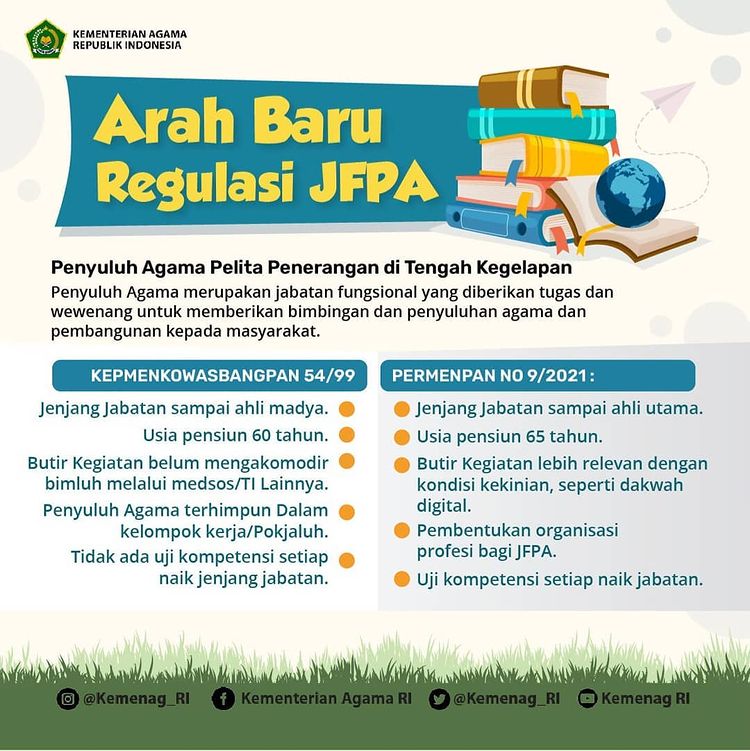 KEMENTERIAN AGAMA
REPUBLIK INDONESIA
Arah Baru
Regulasi JFPA
Penyuluh Agama Pelita Penerangan di Tengah Kegelapan
Penyuluh Agama merupakan jabatan fungsional yang diberikan tugas dan
wewenang untuk memberikan bimbingan dan penyuluhan agama dan
pembangunan kepada masyarakat.
KEPMENKOWASBANGPAN 54/99
Jenjang Jabatan sampai ahli madya.
Usia pensiun 60 tahun.
Butir Kegiatan belum mengakomodir
bimluh melalui medsos/TI Lainnya.
Penyuluh Agama terhimpun Dalam
kelompok kerja/Pokjaluh.
Tidak ada uji kompetensi setiap
naik jenjang jabatan.
PERMENPAN NO 9/2021 :
Jenjang Jabatan sampai ahli utama.
Usia pensiun 65 tahun.
Butir Kegiatan lebih relevan dengan
kondisi kekinian, seperti dakwah
digital.
Pembentukan organisasi
profesi bagi JFPA.
Uji kompetensi setiap naik jabatan.
@Kemenag_RI
Kementerian Agama RI
@Kemenag_RI
Kemenag RI